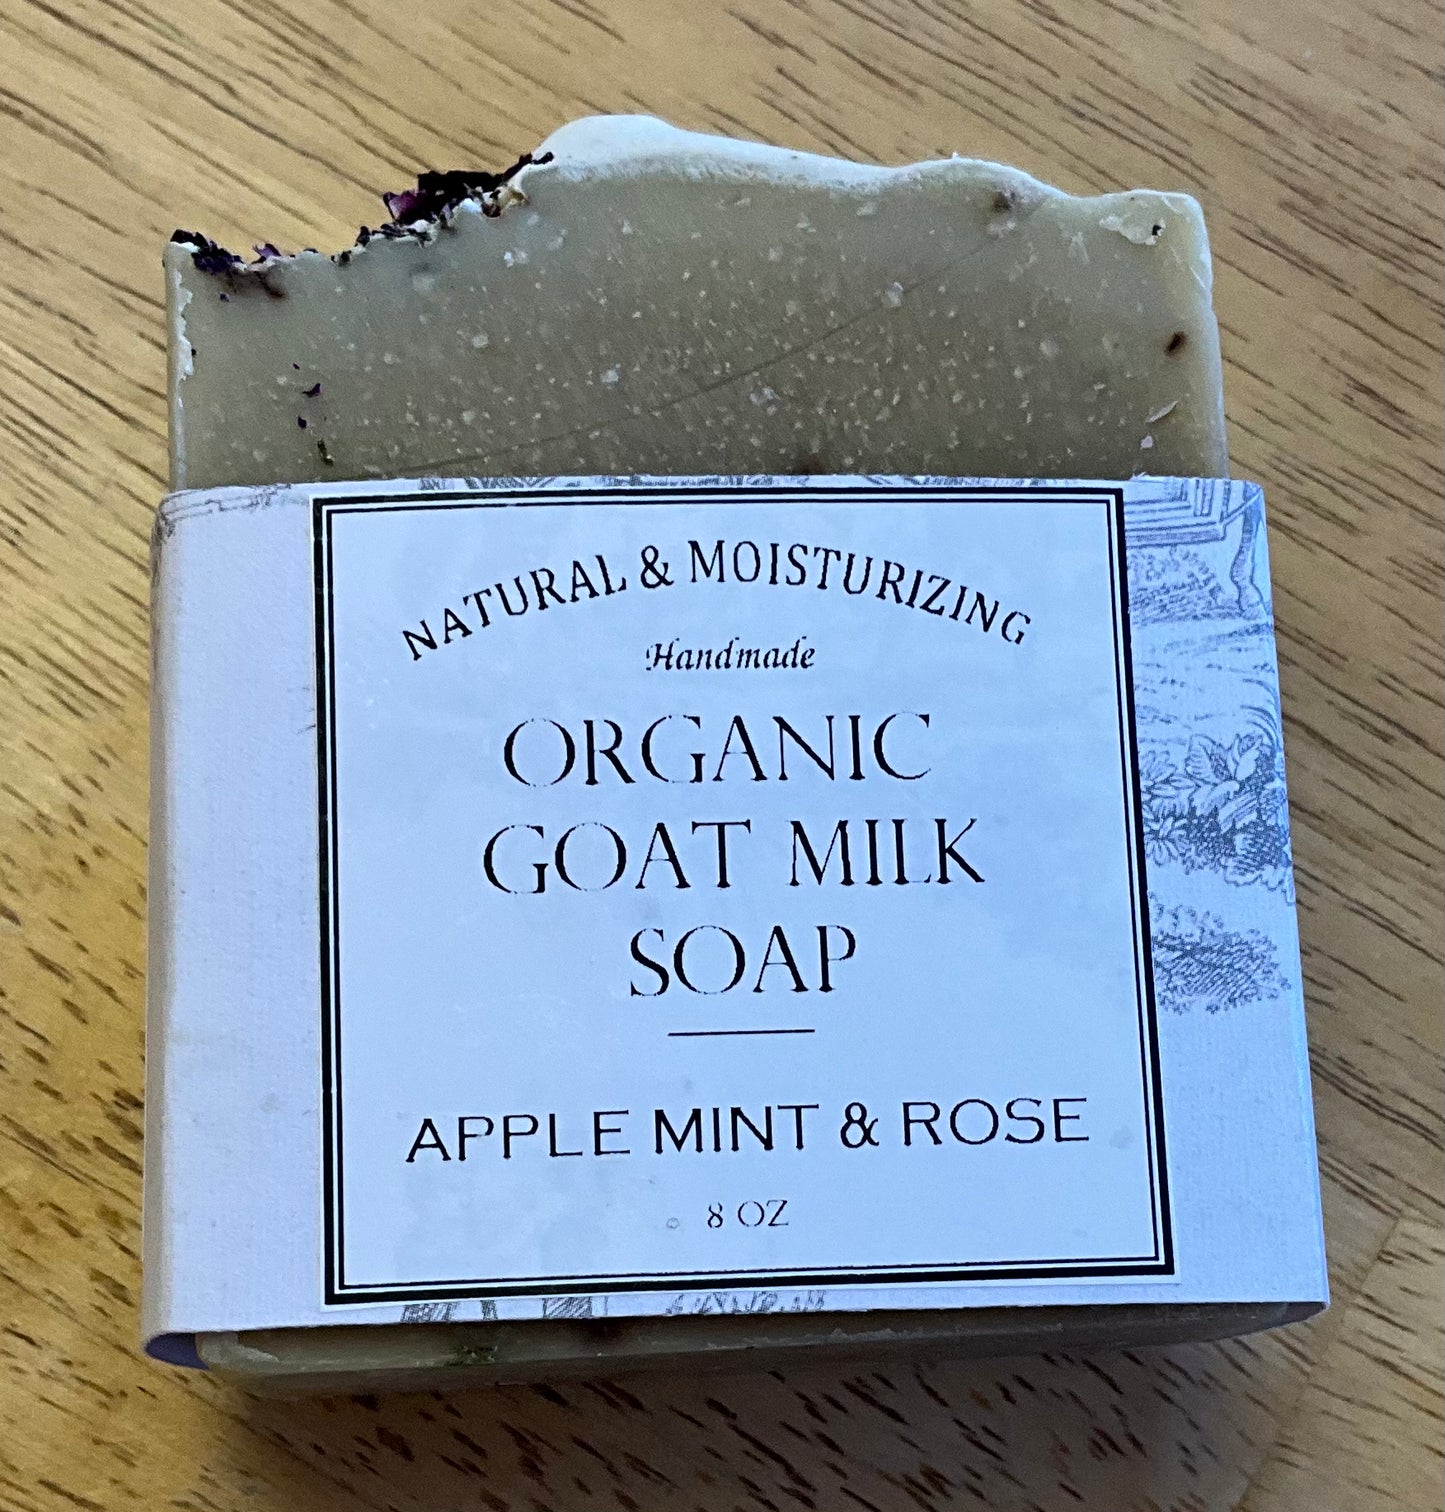 NATURAL & MOISTURIZING
Handmade
ORGANIC
GOAT MILK
SOAP
APPLE MINT & ROSE
8 OZ